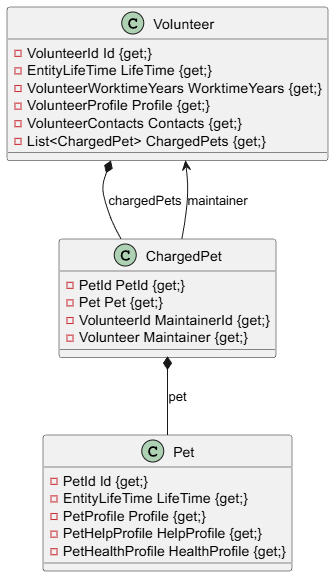 C Volunteer
VolunteerId Id {get;}
EntityLifeTime LifeTime {get;}
VolunteerWorktimeYears WorktimeYears {get;}
VolunteerProfile Profile {get;}
VolunteerContacts Contacts {get;}
List<ChargedPet> ChargedPets {get;}
chargedPets
maintainer
C ChargedPet
PetId PetId {get;}
Pet Pet {get;}
VolunteerId MaintainerId {get;}
Volunteer Maintainer {get;}
pet
C Pet
PetId Id {get;}
EntityLifeTime LifeTime {get;}
PetProfile Profile {get;}
PetHelpProfile HelpProfile {get;}
PetHealthProfile HealthProfile {get;}